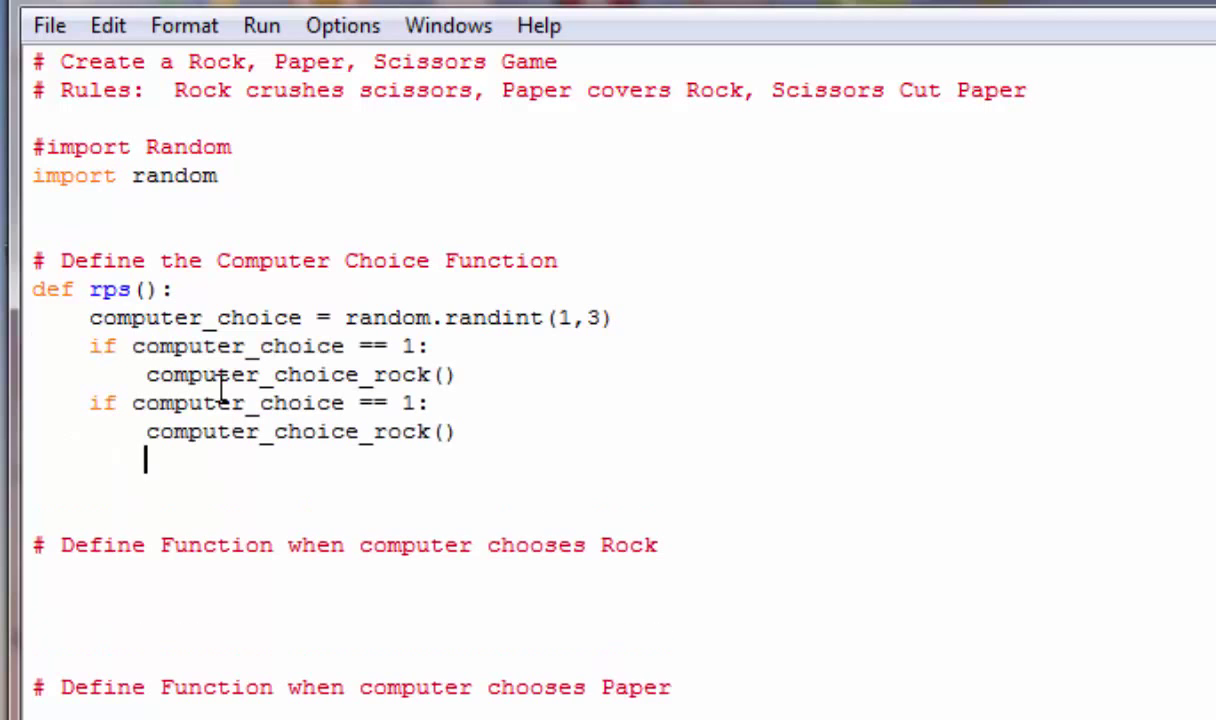 File Edit Format Run Options Windows Help
# Create a Rock, Paper, Scissors Game
# Rules:  Rock crushes scissors, Paper covers Rock, Scissors Cut Paper
#import Random
import random
# Define the Computer Choice Function
def rps():
    computer_choice = random.randint(1,3)
    if computer_choice == 1:
        computer_choice_rock()
    if computer_choice == 1:
        computer_choice_rock()
# Define Function when computer chooses Rock
# Define Function when computer chooses Paper